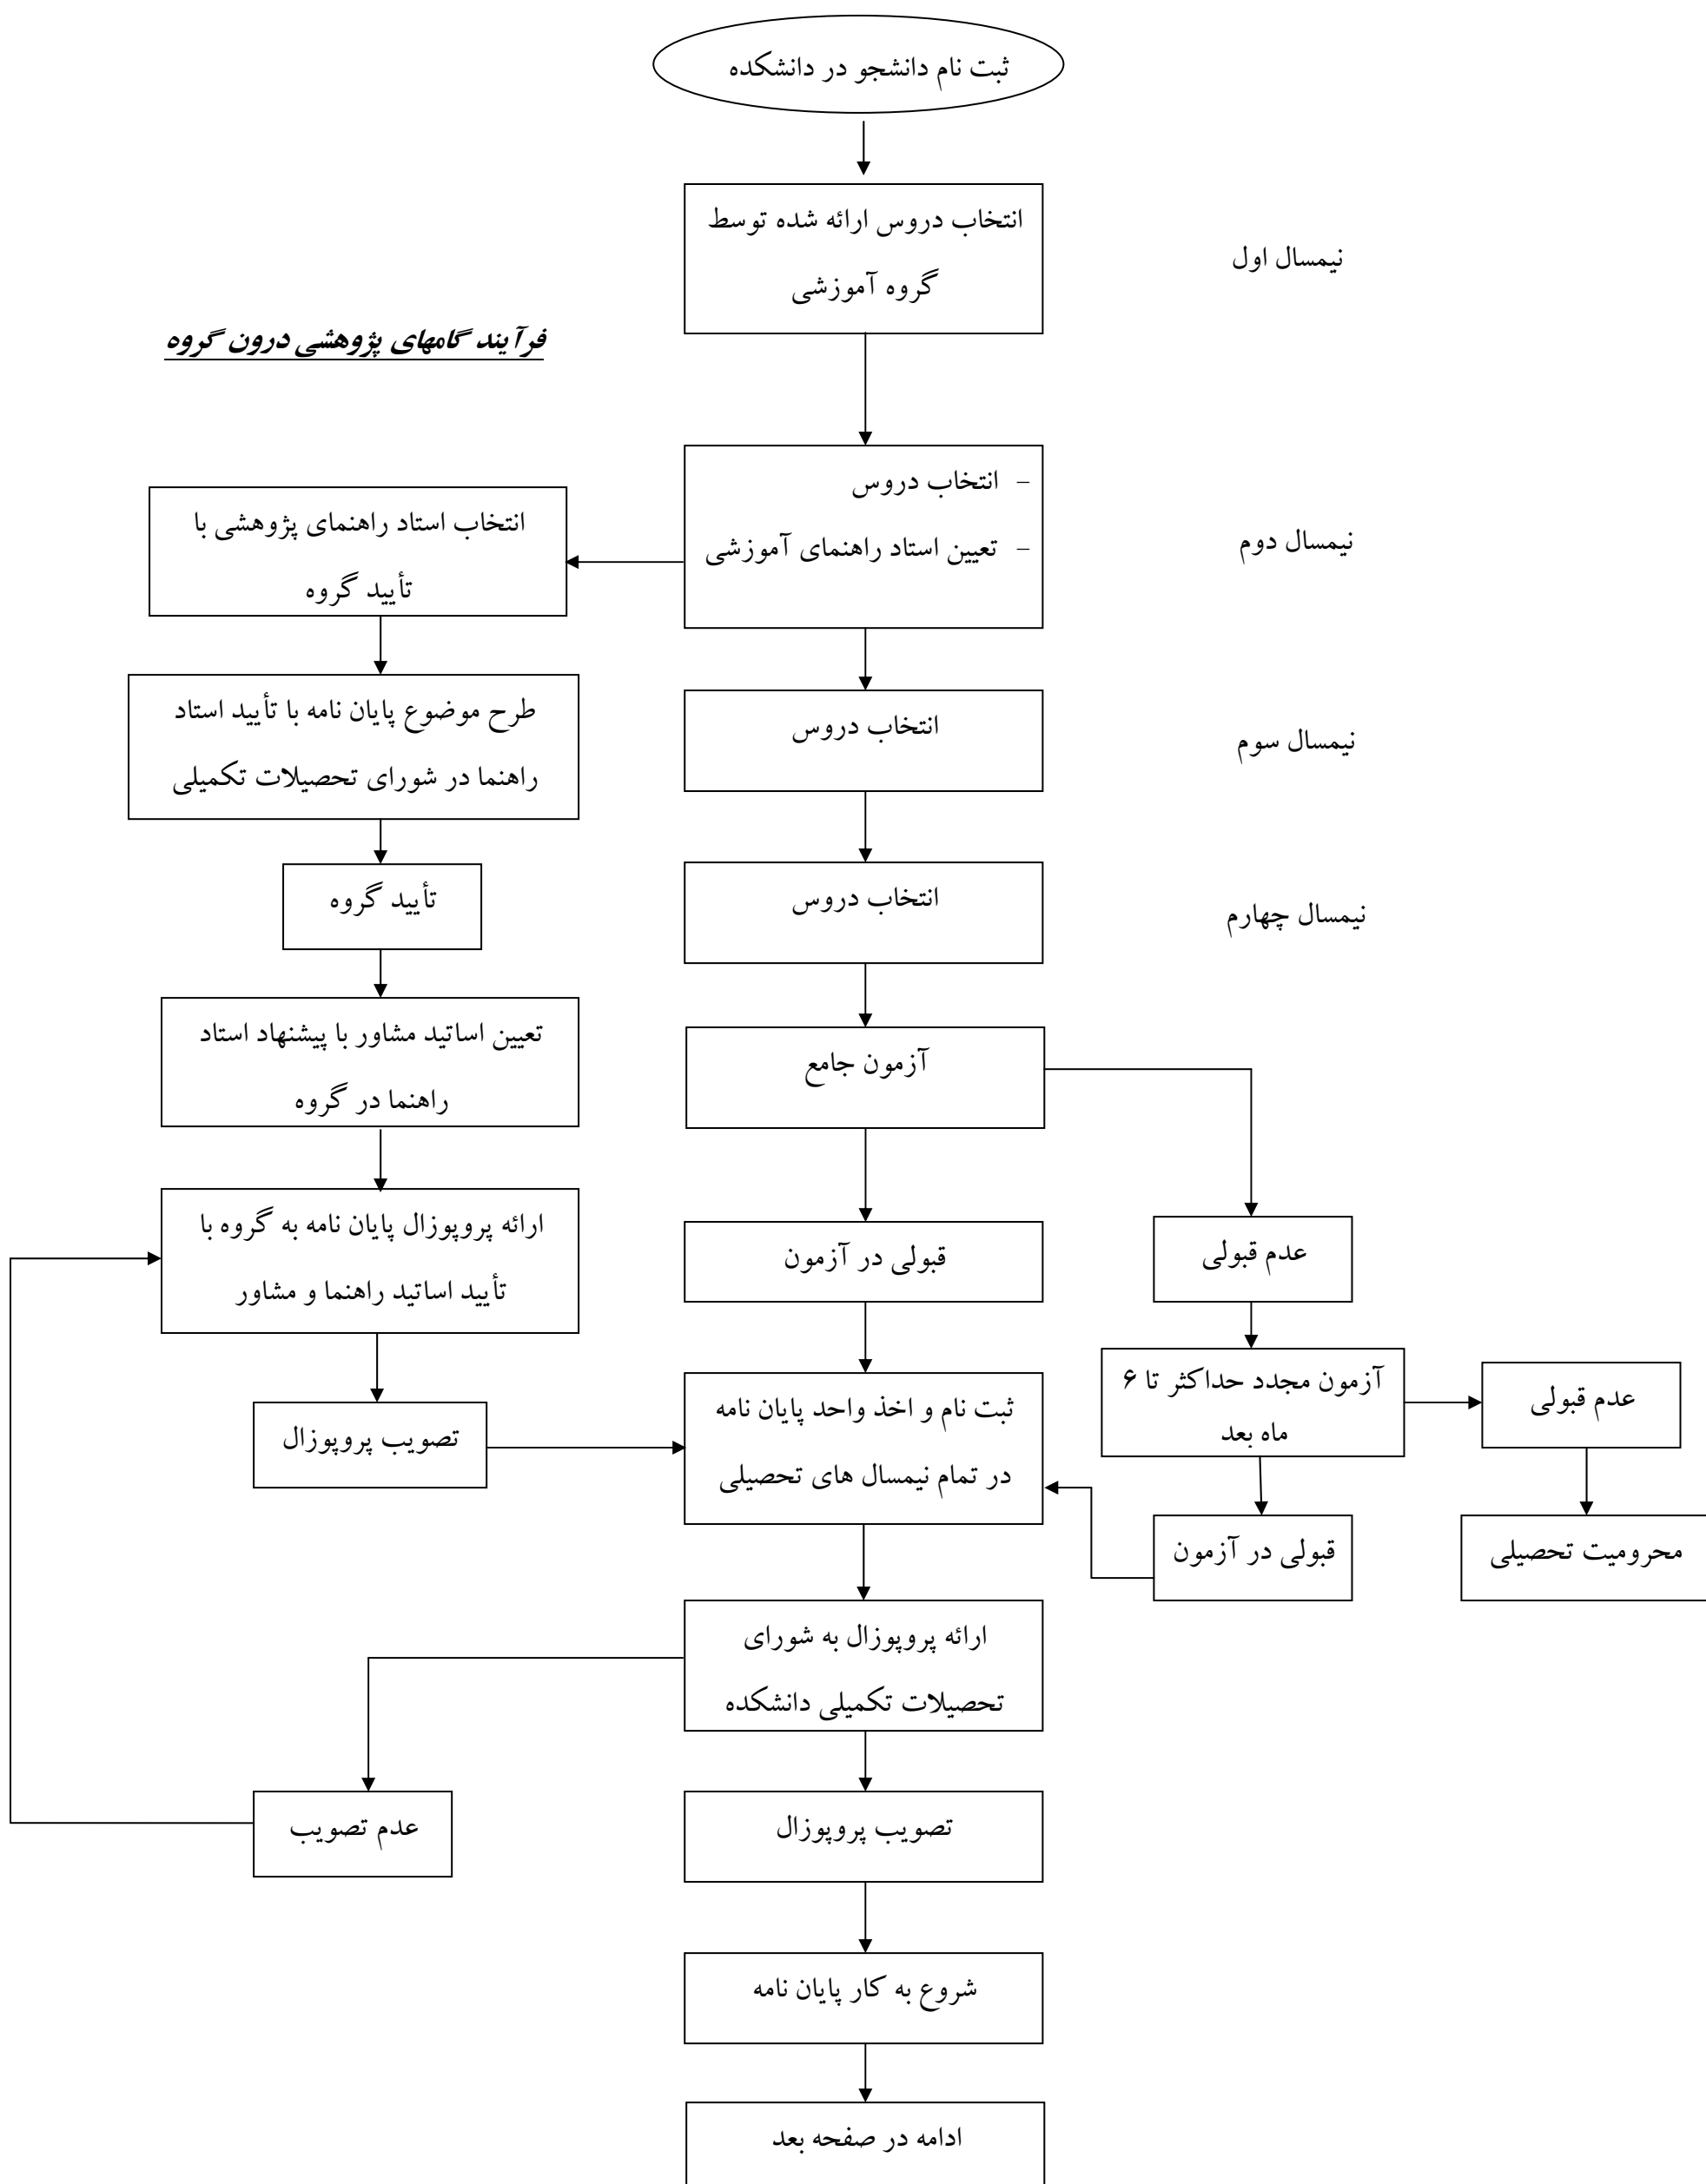 ثبت نام دانشجو در دانشکده
انتخاب دروس ارائه شده توسط
گروه آموزشی
نیمسال اول
فرآیند گامهای پژوهشی درون گروه
- انتخاب دروس
- تعیین استاد راهنمای آموزشی
نیمسال دوم
انتخاب استاد راهنمای پژوهشی با
تأیید گروه
طرح موضوع پایان نامه با تأیید استاد
راهنما در شورای تحصیلات تکمیلی
انتخاب دروس
نیمسال سوم
تأیید گروه
انتخاب دروس
نیمسال چهارم
تعیین اساتید مشاور با پیشنهاد استاد
راهنما در گروه
آزمون جامع
ارائه پروپوزال پایان نامه به گروه با
تأیید اساتید راهنما و مشاور
قبولی در آزمون
عدم قبولی
آزمون مجدد حداکثر تا ۶
ماه بعد
عدم قبولی
تصویب پروپوزال
ثبت نام و اخذ واحد پایان نامه
در تمام نیمسال های تحصیلی
قبولی در آزمون
محرومیت تحصیلی
ارائه پروپوزال به شورای
تحصیلات تکمیلی دانشکده
عدم تصویب
تصویب پروپوزال
شروع به کار پایان نامه
ادامه در صفحه بعد